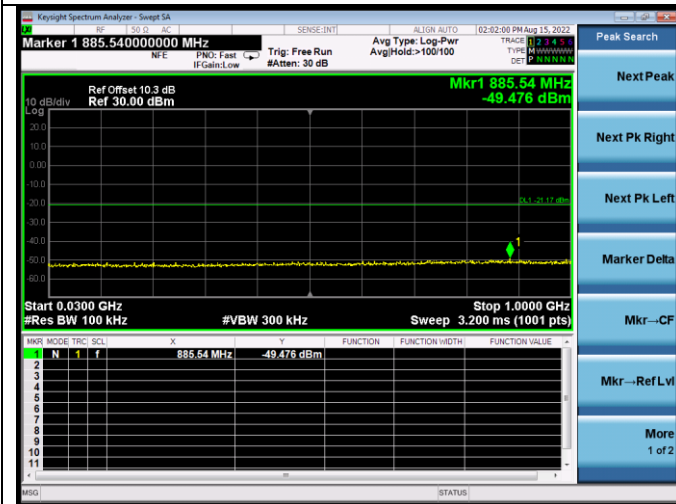 Keysight Spectrum Analyzer - Swept SA
RF 50 Ω AC SENSE:INT ALIGN AUTO 02:02:00 PM Aug 15, 2022
Marker 1 885.540000000 MHz
NFE PNO: Fast IFGain:Low
Trig: Free Run #Atten: 30 dB
Avg Type: Log-Pwr Avg|Hold:>100/100
TRACE 1 2 3 4 5 6
TYPE M W W W W W
DET P N N N N N
Mkr1 885.54 MHz
-49.476 dBm
Ref Offset 10.3 dB
10 dB/div Ref 30.00 dBm
Log
20.0
10.0
0.00
-10.0
-20.0
DL1 -21.17 dBm
-30.0
-40.0
1
-50.0
-60.0
Start 0.0300 GHz Stop 1.0000 GHz
#Res BW 100 kHz #VBW 300 kHz Sweep 3.200 ms (1001 pts)
MKR MODE TRC SCL X Y FUNCTION FUNCTION WIDTH FUNCTION VALUE
1 N 1 f 885.54 MHz -49.476 dBm
2
3
4
5
6
7
8
9
10
11
MSG STATUS
Peak Search
Next Peak
Next Pk Right
Next Pk Left
Marker Delta
Mkr→CF
Mkr→Ref Lvl
More
1 of 2